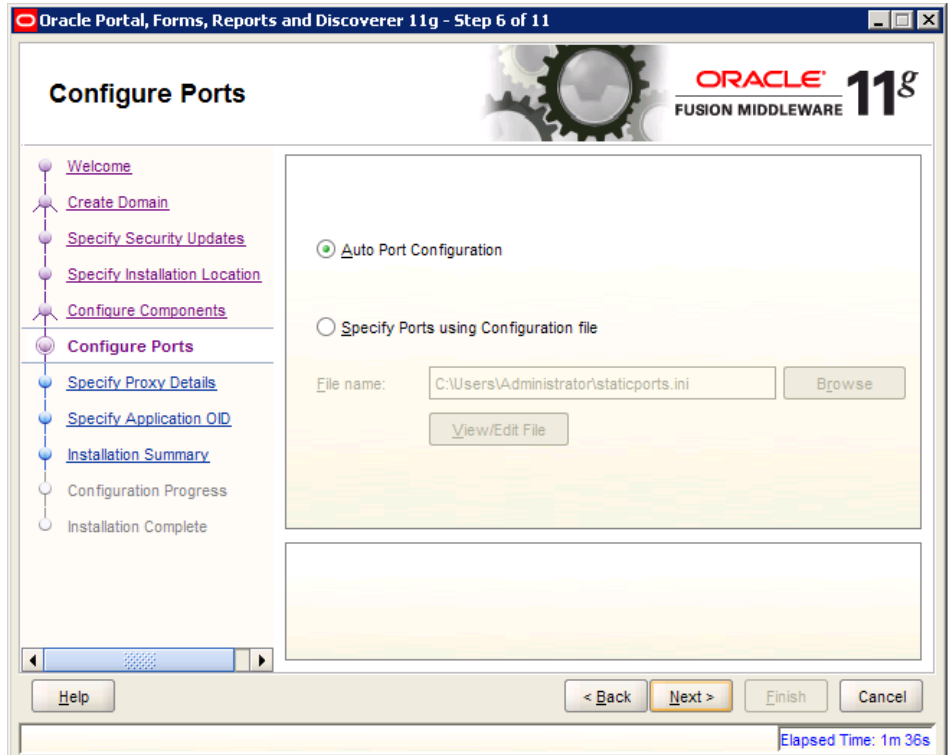 Oracle Portal, Forms, Reports and Discoverer 11g - Step 6 of 11
Configure Ports
ORACLE
FUSION MIDDLEWARE
11g
Welcome
Create Domain
Specify Security Updates
Specify Installation Location
Configure Components
Configure Ports
Specify Proxy Details
Specify Application OID
Installation Summary
Configuration Progress
Installation Complete
Auto Port Configuration
Specify Ports using Configuration file
File name: C:\Users\Administrator\staticports.ini Browse
View/Edit File
Help < Back Next > Finish Cancel
Elapsed Time: 1m 36s